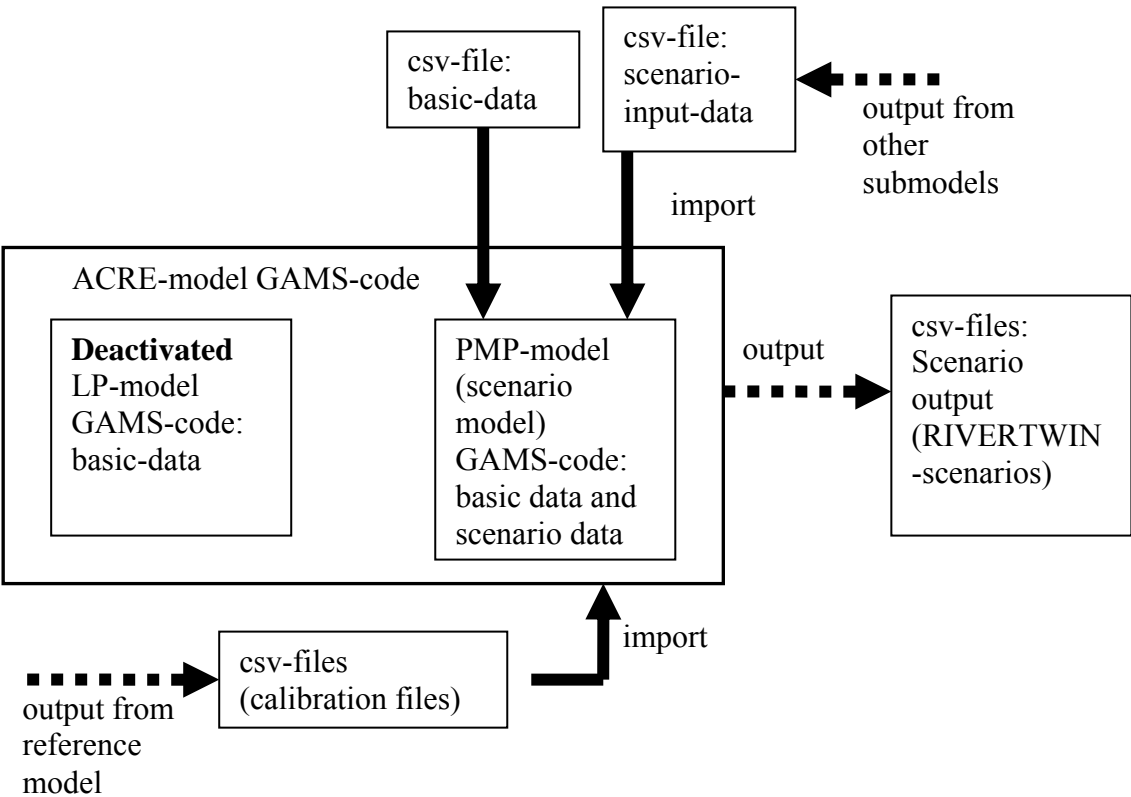 csv-file:
basic-data
csv-file:
scenario-
input-data
output from
other
submodels
import
ACRE-model GAMS-code
Deactivated
LP-model
GAMS-code:
basic-data
PMP-model
(scenario
model)
GAMS-code:
basic data and
scenario data
output
csv-files:
Scenario
output
(RIVERTWIN
-scenarios)
import
csv-files
(calibration files)
output from
reference
model